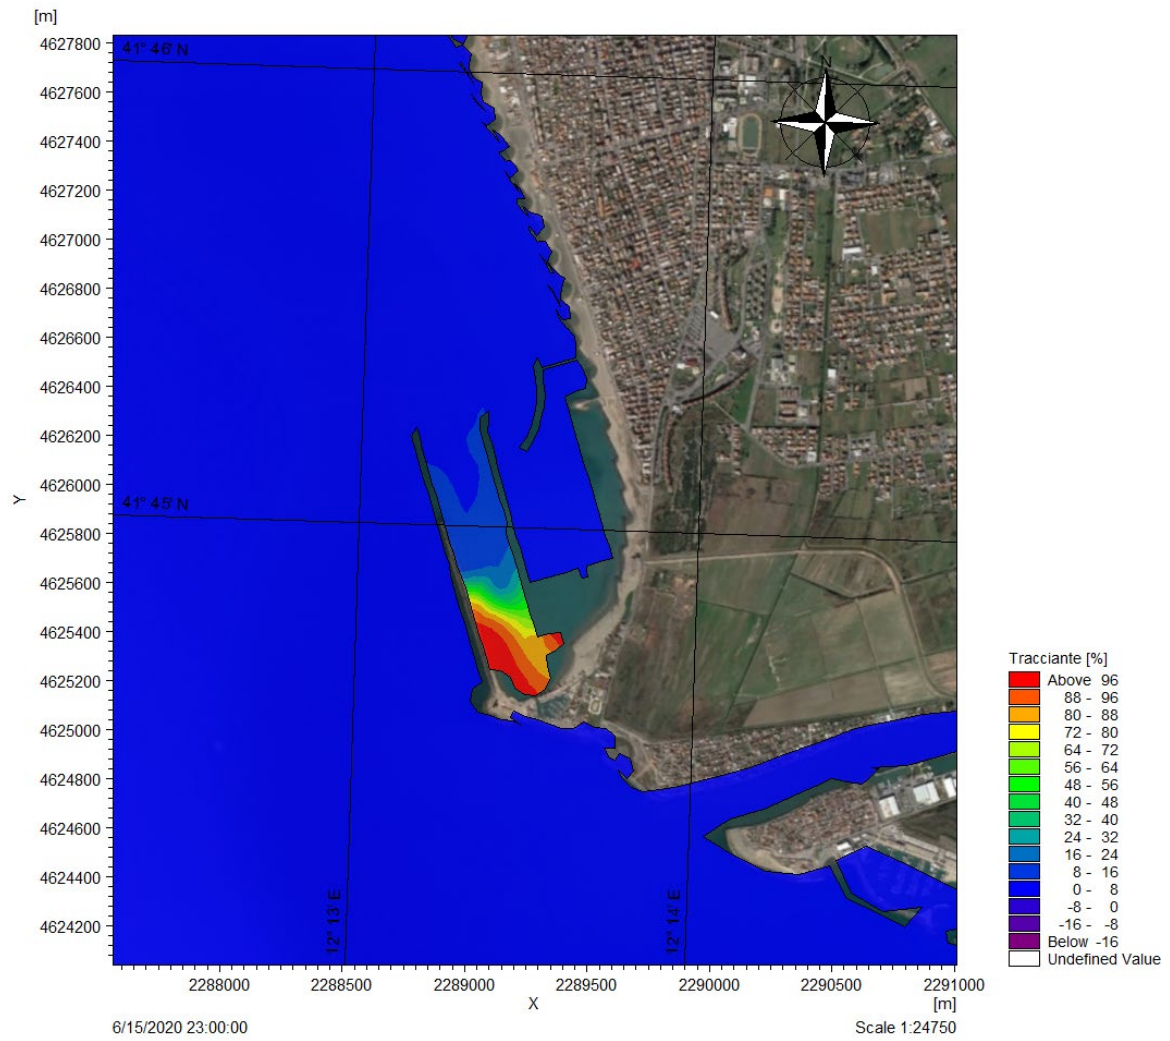 [m]
4627800
4627600
4627400
4627200
4627000
4626800
4626600
4626400
4626200
4626000
4625800
4625600
4625400
4625200
4625000
4624800
4624600
4624400
4624200
Y
41° 46' N
41° 45' N
12° 13' E
12° 14' E
N
2288000 2288500 2289000 2289500 2290000 2290500 2291000
X
[m]
6/15/2020 23:00:00
Scale 1:24750
Tracciante [%]
Above 96
88 - 96
80 - 88
72 - 80
64 - 72
56 - 64
48 - 56
40 - 48
32 - 40
24 - 32
16 - 24
8 - 16
0 - 8
-8 - 0
-16 - -8
Below -16
Undefined Value